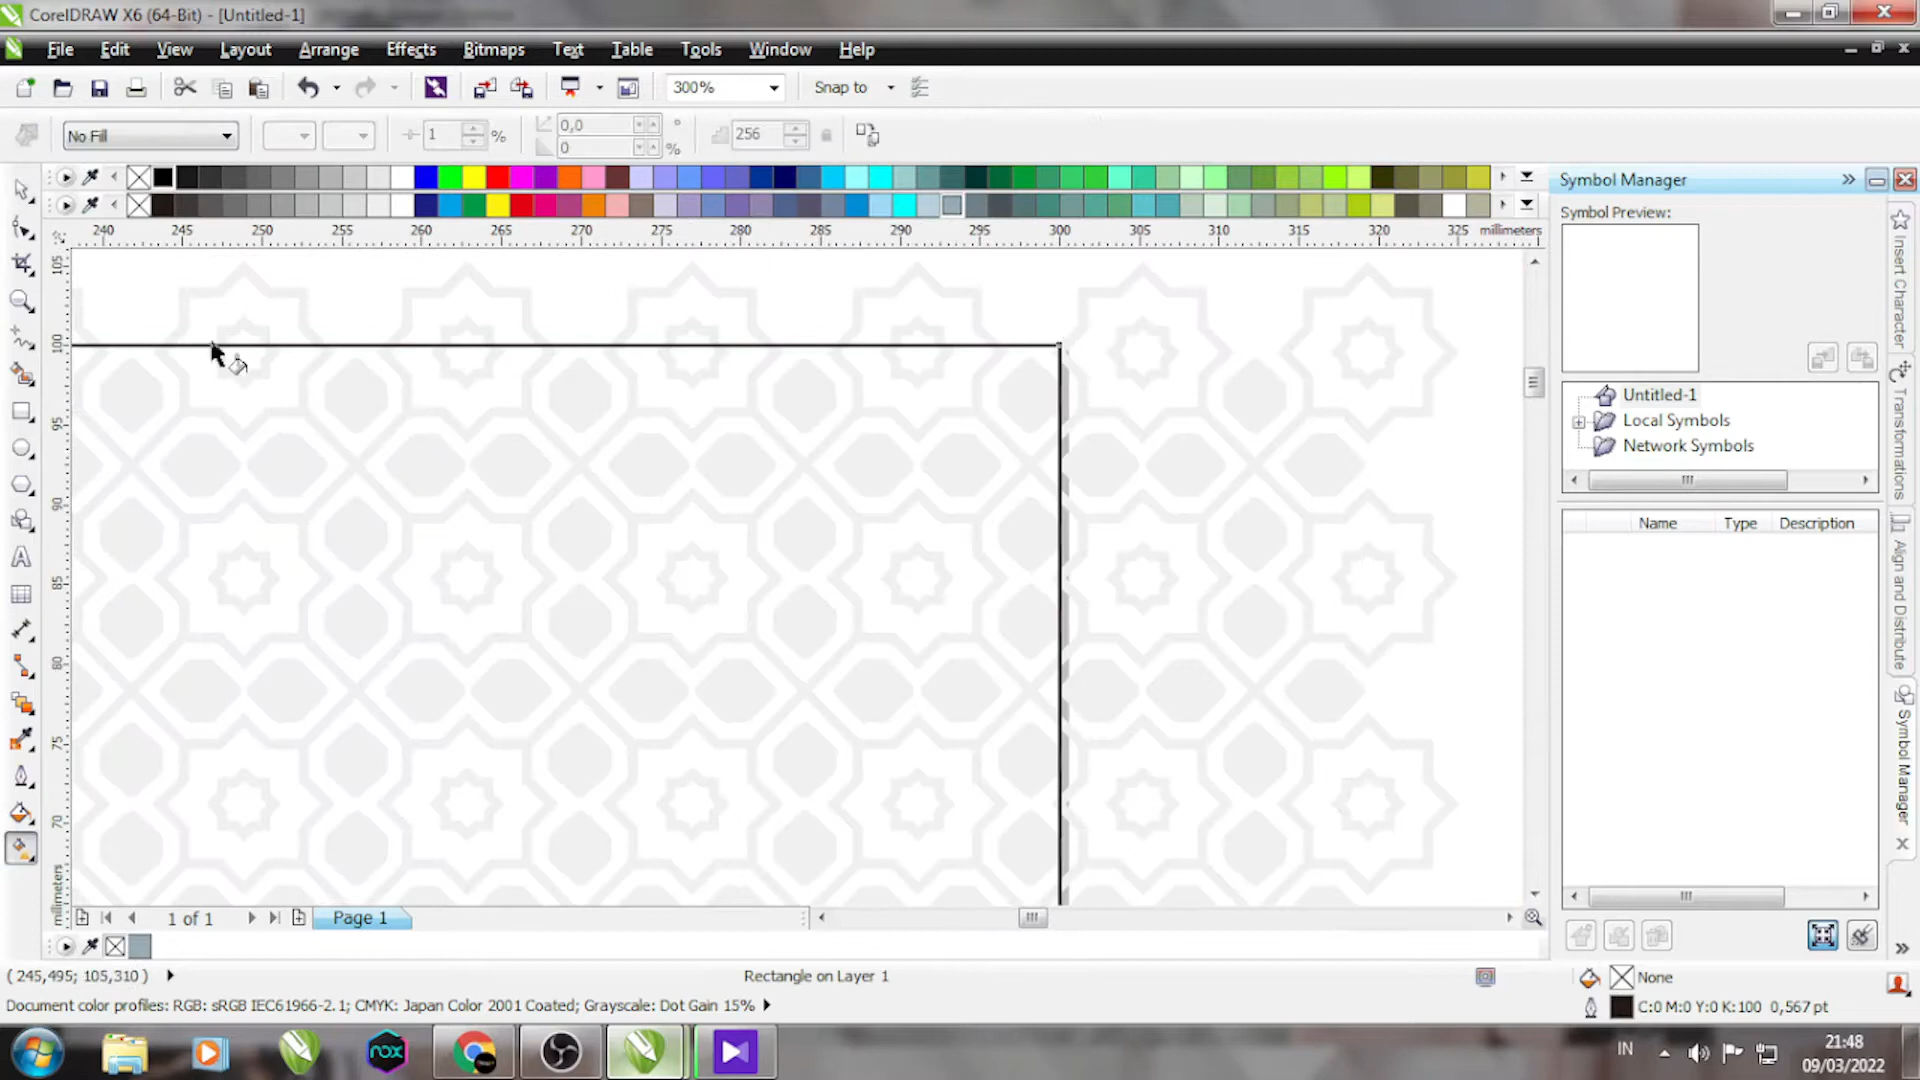 CorelDRAW X6 (64-Bit) - [Untitled-1]
File Edit View Layout Arrange Effects Bitmaps Text Table Tools Window Help
300% Snap to
No Fill 1 % 0,0 ° 256
0 %
Symbol Manager
Symbol Preview:
240 245 250 255 260 265 270 275 280 285 290 295 300 305 310 315 320 325 millimeters
105
100
95
90
85
80
75
70
millimeters
Untitled-1
Local Symbols
Network Symbols
Name Type Description
Insert Character
Transformations
Align and Distribute
Symbol Manager
1 of 1 Page 1
( 245,495; 105,310 ) Rectangle on Layer 1 None
Document color profiles: RGB: sRGB IEC61966-2.1; CMYK: Japan Color 2001 Coated; Grayscale: Dot Gain 15% C:0 M:0 Y:0 K:100 0,567 pt
nox
IN 21:48
09/03/2022